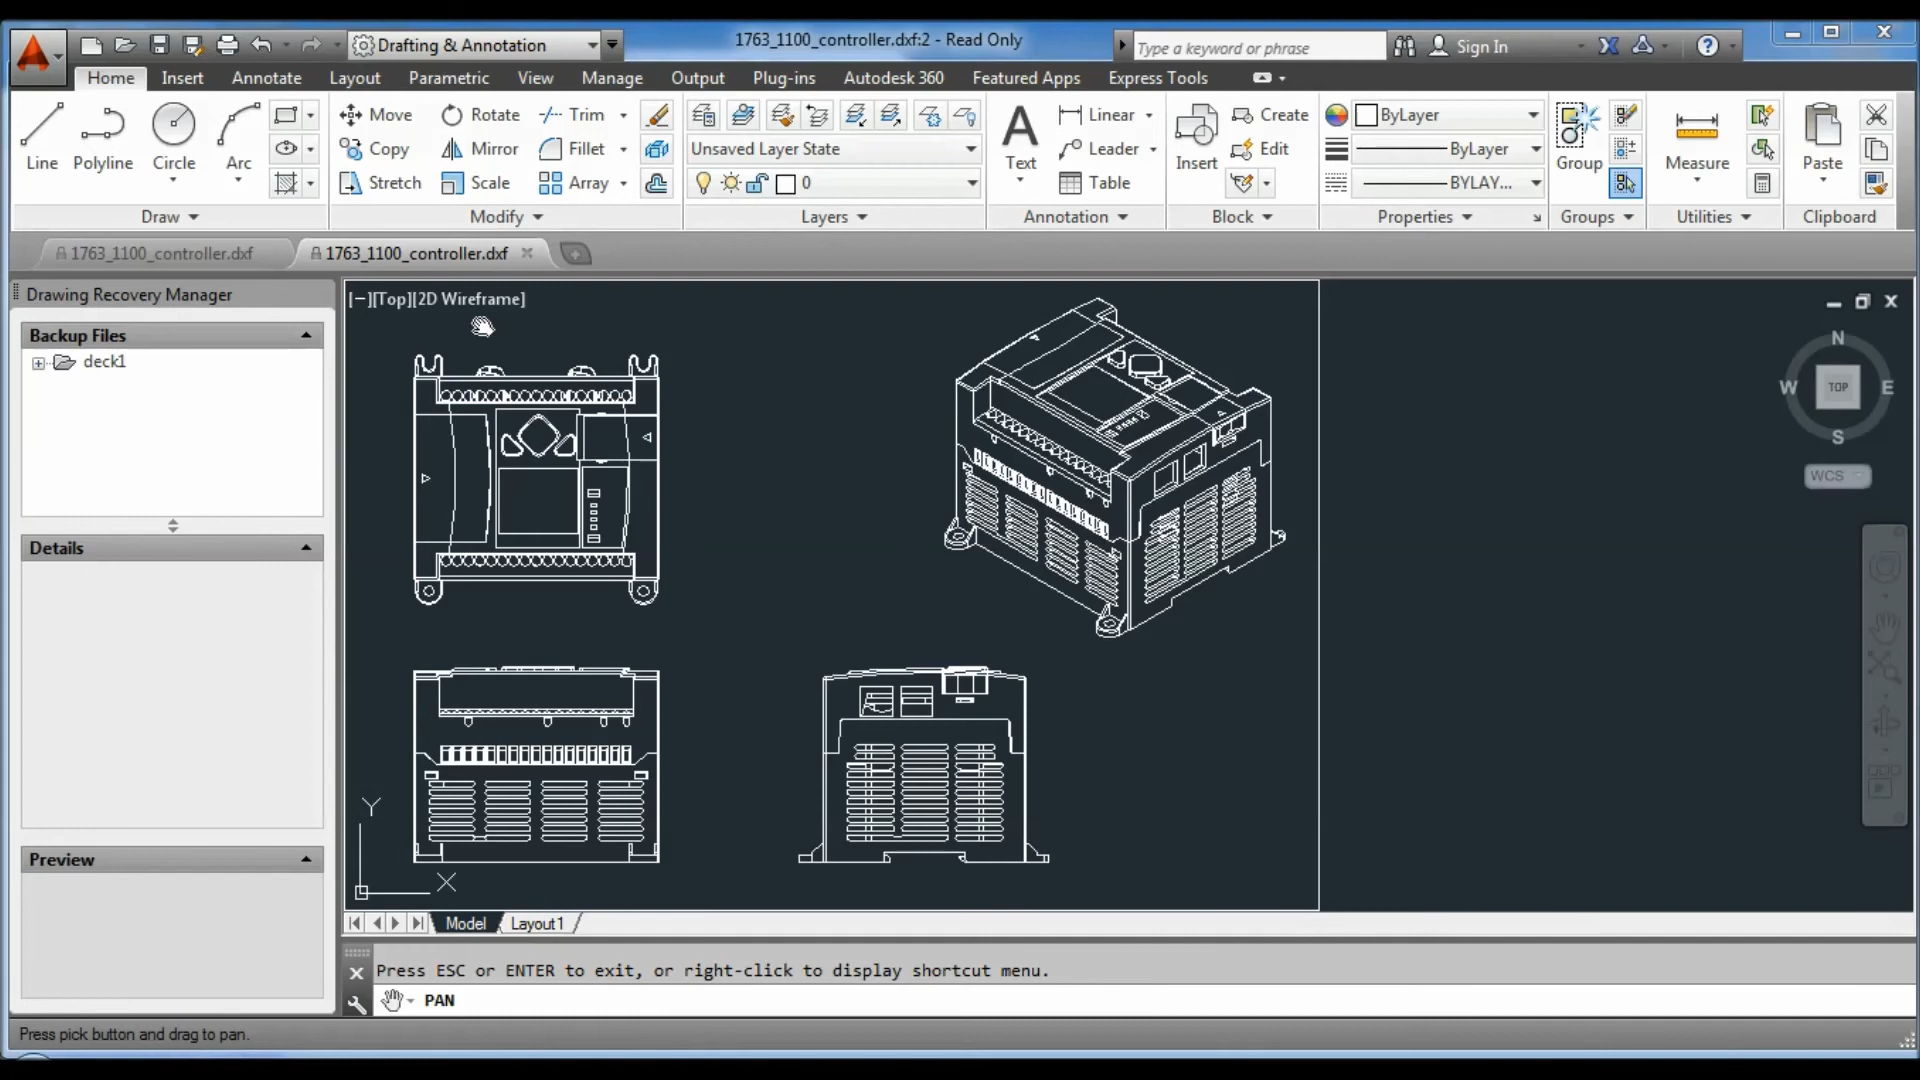 Drafting & Annotation
1763_1100_controller.dxf:2 - Read Only
Type a keyword or phrase
Sign In
Home Insert Annotate Layout Parametric View Manage Output Plug-ins Autodesk 360 Featured Apps Express Tools
Line
Polyline
Circle
Arc
Draw
Move Rotate Trim
Copy Mirror Fillet
Stretch Scale Array
Modify
Unsaved Layer State
0
Layers
Text
Linear
Leader
Table
Annotation
Insert
Create
Edit
Block
ByLayer
ByLayer
BYLAY...
Properties
Group
Groups
Measure
Utilities
Paste
Clipboard
1763_1100_controller.dxf
1763_1100_controller.dxf
Drawing Recovery Manager
Backup Files
deck1
Details
Preview
[−][Top][2D Wireframe]
N
W TOP E
S
WCS
Y
X
Model Layout1
Press ESC or ENTER to exit, or right-click to display shortcut menu.
PAN
Press pick button and drag to pan.